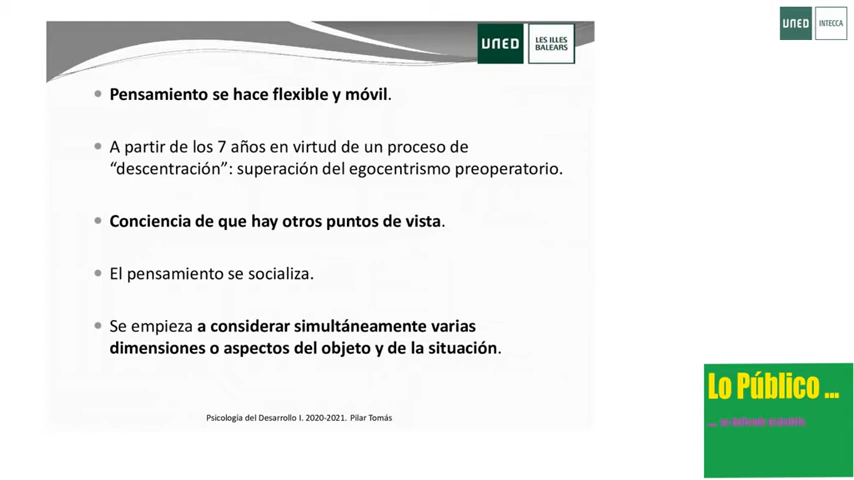 UNED
INTECCA
UNED
LES ILLES
BALEARS
Pensamiento se hace flexible y móvil.
A partir de los 7 años en virtud de un proceso de
“descentración”: superación del egocentrismo preoperatorio.
Conciencia de que hay otros puntos de vista.
El pensamiento se socializa.
Se empieza a considerar simultáneamente varias
dimensiones o aspectos del objeto y de la situación.
Psicología del Desarrollo I. 2020-2021. Pilar Tomás
Lo Público ...